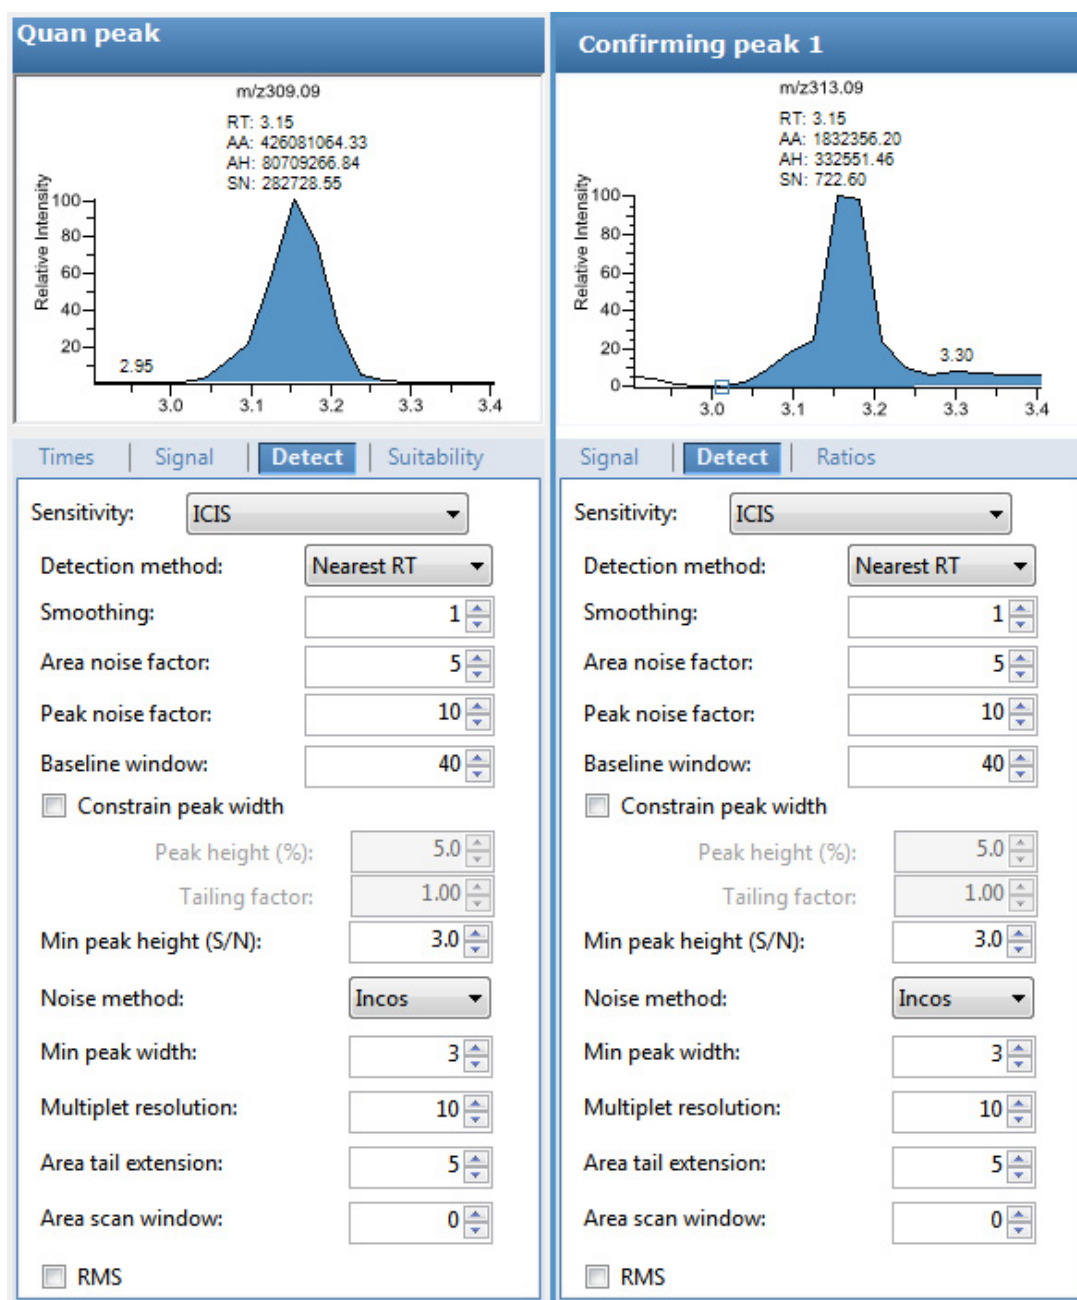 Quan peak
m/z309.09
RT: 3.15
AA: 426081064.33
AH: 80709266.84
SN: 282728.55
Relative Intensity
100
80
60
40
20
2.95
3.0 3.1 3.2 3.3 3.4
Times Signal Detect Suitability
Sensitivity: ICIS
Detection method: Nearest RT
Smoothing: 1
Area noise factor: 5
Peak noise factor: 10
Baseline window: 40
Constrain peak width
Peak height (%): 5.0
Tailing factor: 1.00
Min peak height (S/N): 3.0
Noise method: Incos
Min peak width: 3
Multiplet resolution: 10
Area tail extension: 5
Area scan window: 0
RMS
Confirming peak 1
m/z313.09
RT: 3.15
AA: 1832356.20
AH: 332551.46
SN: 722.60
Relative Intensity
100
80
60
40
20
0
3.30
3.0 3.1 3.2 3.3 3.4
Signal Detect Ratios
Sensitivity: ICIS
Detection method: Nearest RT
Smoothing: 1
Area noise factor: 5
Peak noise factor: 10
Baseline window: 40
Constrain peak width
Peak height (%): 5.0
Tailing factor: 1.00
Min peak height (S/N): 3.0
Noise method: Incos
Min peak width: 3
Multiplet resolution: 10
Area tail extension: 5
Area scan window: 0
RMS